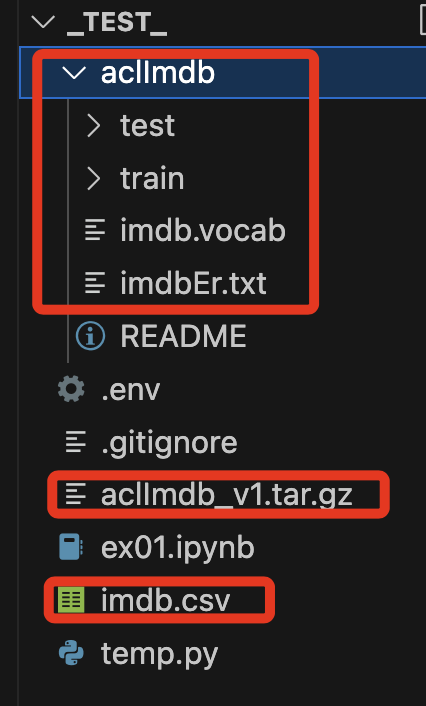 _TEST_
aclImdb
test
train
imdb.vocab
imdbEr.txt
README
.env
.gitignore
aclImdb_v1.tar.gz
ex01.ipynb
imdb.csv
temp.py